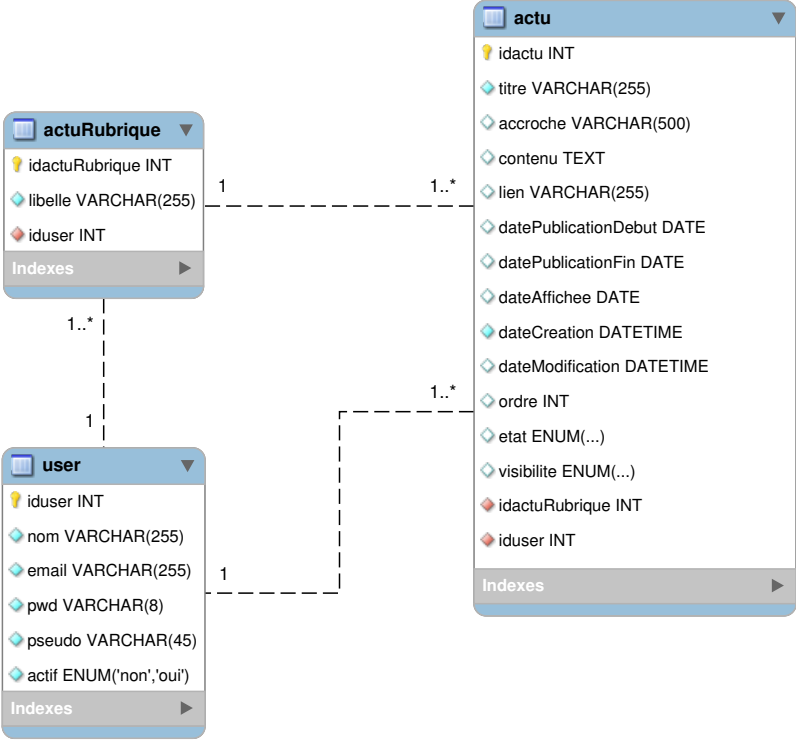 actuRubrique
idactuRubrique INT
libelle VARCHAR(255)
iduser INT
Indexes
1
1..*
actu
idactu INT
titre VARCHAR(255)
accroche VARCHAR(500)
contenu TEXT
lien VARCHAR(255)
datePublicationDebut DATE
datePublicationFin DATE
dateAffichee DATE
dateCreation DATETIME
dateModification DATETIME
ordre INT
etat ENUM(...)
visibilite ENUM(...)
idactuRubrique INT
iduser INT
Indexes
1..*
1
user
iduser INT
nom VARCHAR(255)
email VARCHAR(255)
pwd VARCHAR(8)
pseudo VARCHAR(45)
actif ENUM('non','oui')
Indexes
1
1..*